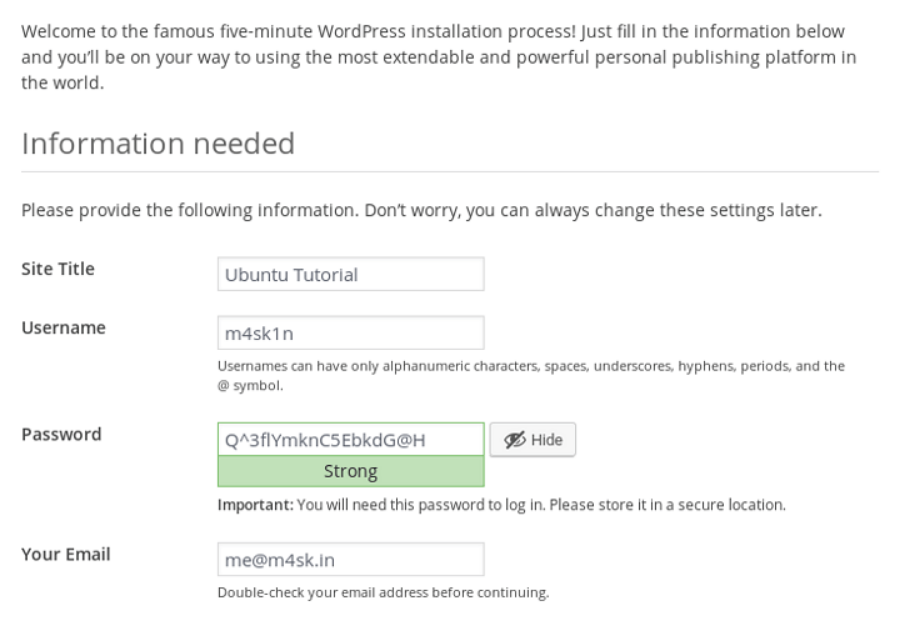 Welcome to the famous five-minute WordPress installation process! Just fill in the information below
and you’ll be on your way to using the most extendable and powerful personal publishing platform in
the world.
Information needed
Please provide the following information. Don’t worry, you can always change these settings later.
Site Title
Ubuntu Tutorial
Username
m4sk1n
Usernames can have only alphanumeric characters, spaces, underscores, hyphens, periods, and the
@ symbol.
Password
Q^3flYmknC5EbkdG@H
Hide
Strong
Important: You will need this password to log in. Please store it in a secure location.
Your Email
me@m4sk.in
Double-check your email address before continuing.